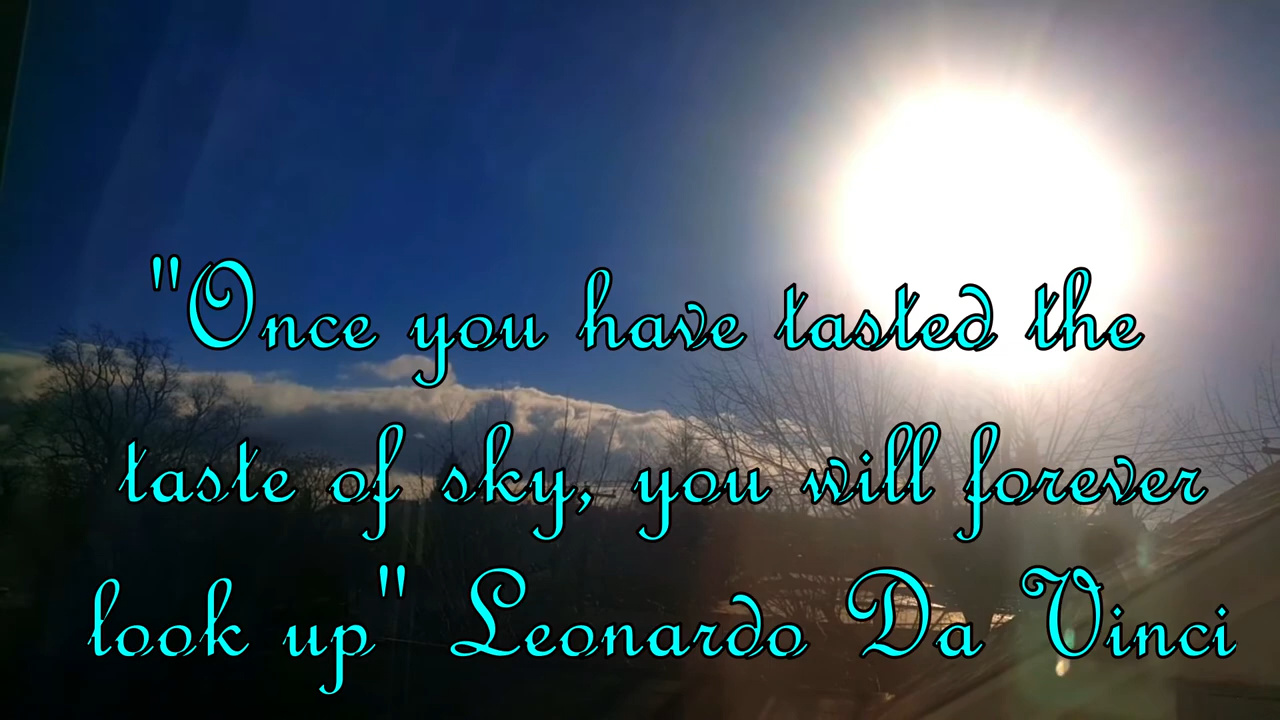 "Once you have tasted the
taste of sky, you will forever
look up" Leonardo Da Vinci